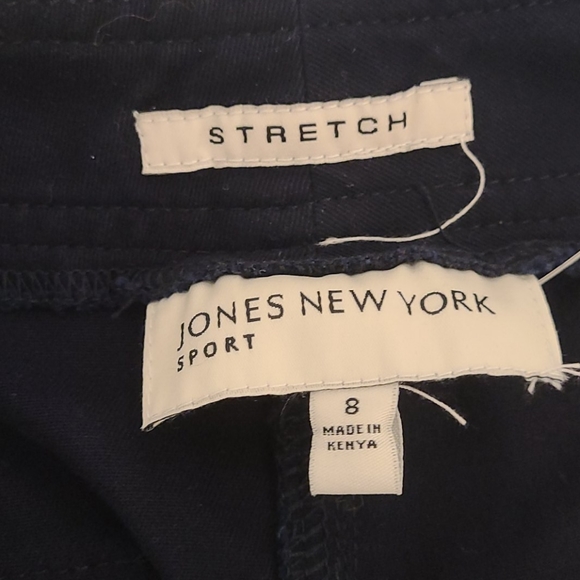 STRETCH
JONES NEW YORK
SPORT
8
MADE IN
KENYA